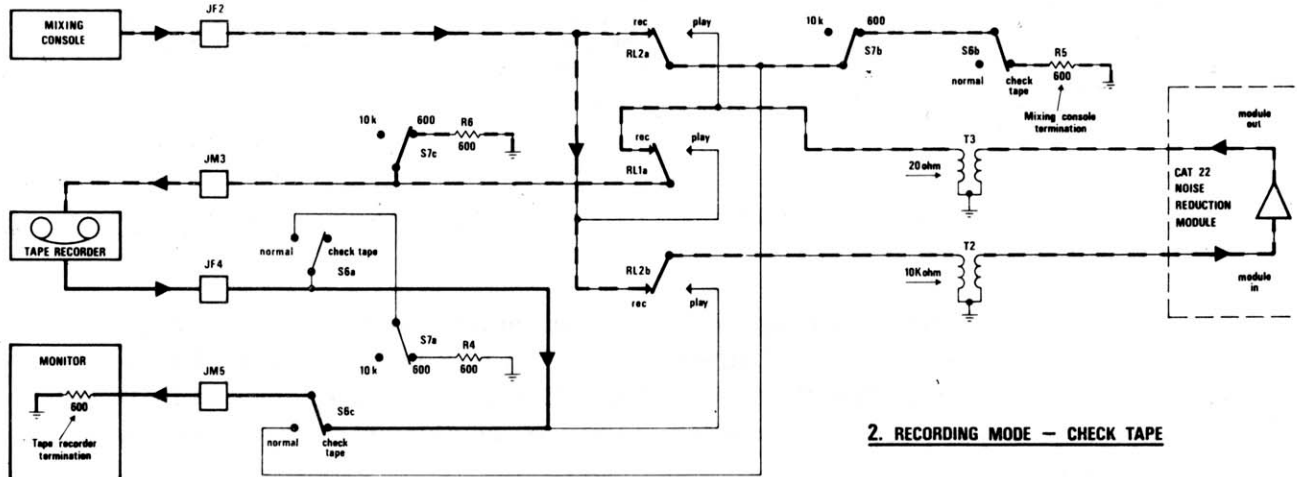 MIXING
CONSOLE
JF2
rec
play
RL2a
10k
600
S7b
S6b
normal
check
tape
R5
600
Mixing console
termination
10k
600
S7c
R6
600
rec
play
RL1a
T3
20 ohm
module
out
CAT 22
NOISE
REDUCTION
MODULE
JM3
TAPE RECORDER
normal
check tape
S6a
JF4
RL2b
rec
play
T2
10K ohm
module
in
S7a
10k
600
R4
600
MONITOR
600
Tape recorder
termination
JM5
S6c
normal
check
tape
2. RECORDING MODE — CHECK TAPE